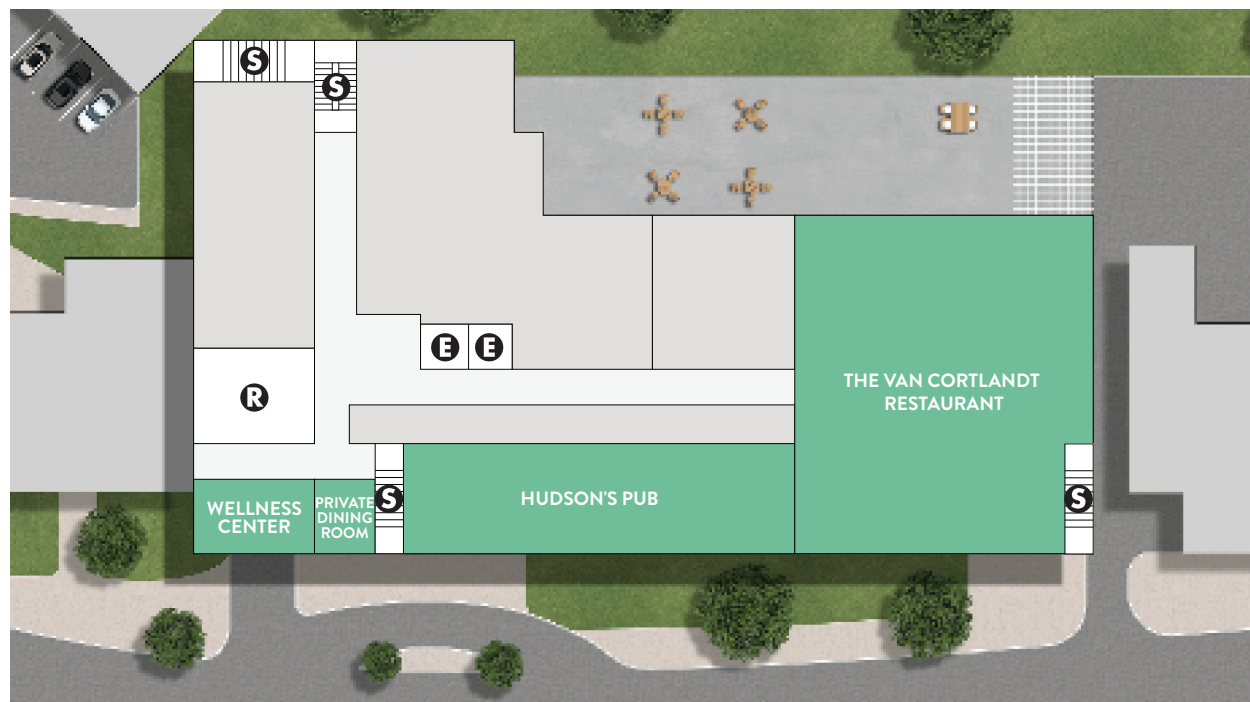 S
S
E E
R
THE VAN CORTLANDT
RESTAURANT
WELLNESS
CENTER
PRIVATE
DINING
ROOM
S
HUDSON'S PUB
S